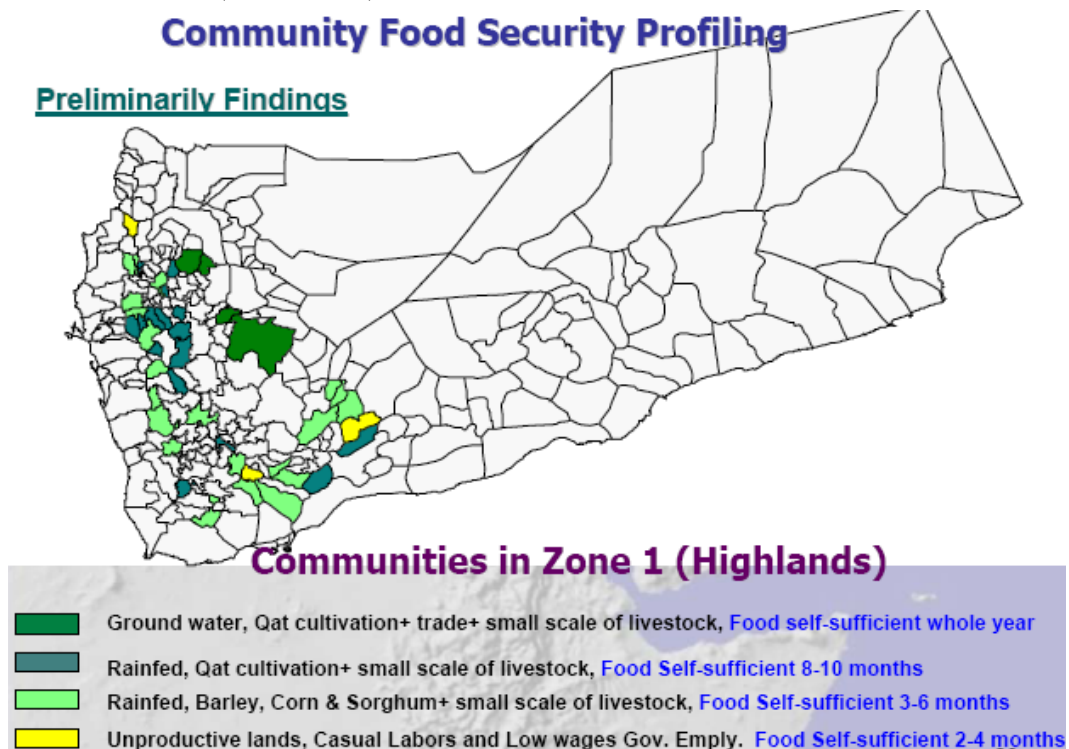 Community Food Security Profiling
Preliminarily Findings
Communities in Zone 1 (Highlands)
Ground water, Qat cultivation+ trade+ small scale of livestock, Food self-sufficient whole year
Rainfed, Qat cultivation+ small scale of livestock, Food Self-sufficient 8-10 months
Rainfed, Barley, Corn & Sorghum+ small scale of livestock, Food Self-sufficient 3-6 months
Unproductive lands, Casual Labors and Low wages Gov. Emply. Food Self-sufficient 2-4 months